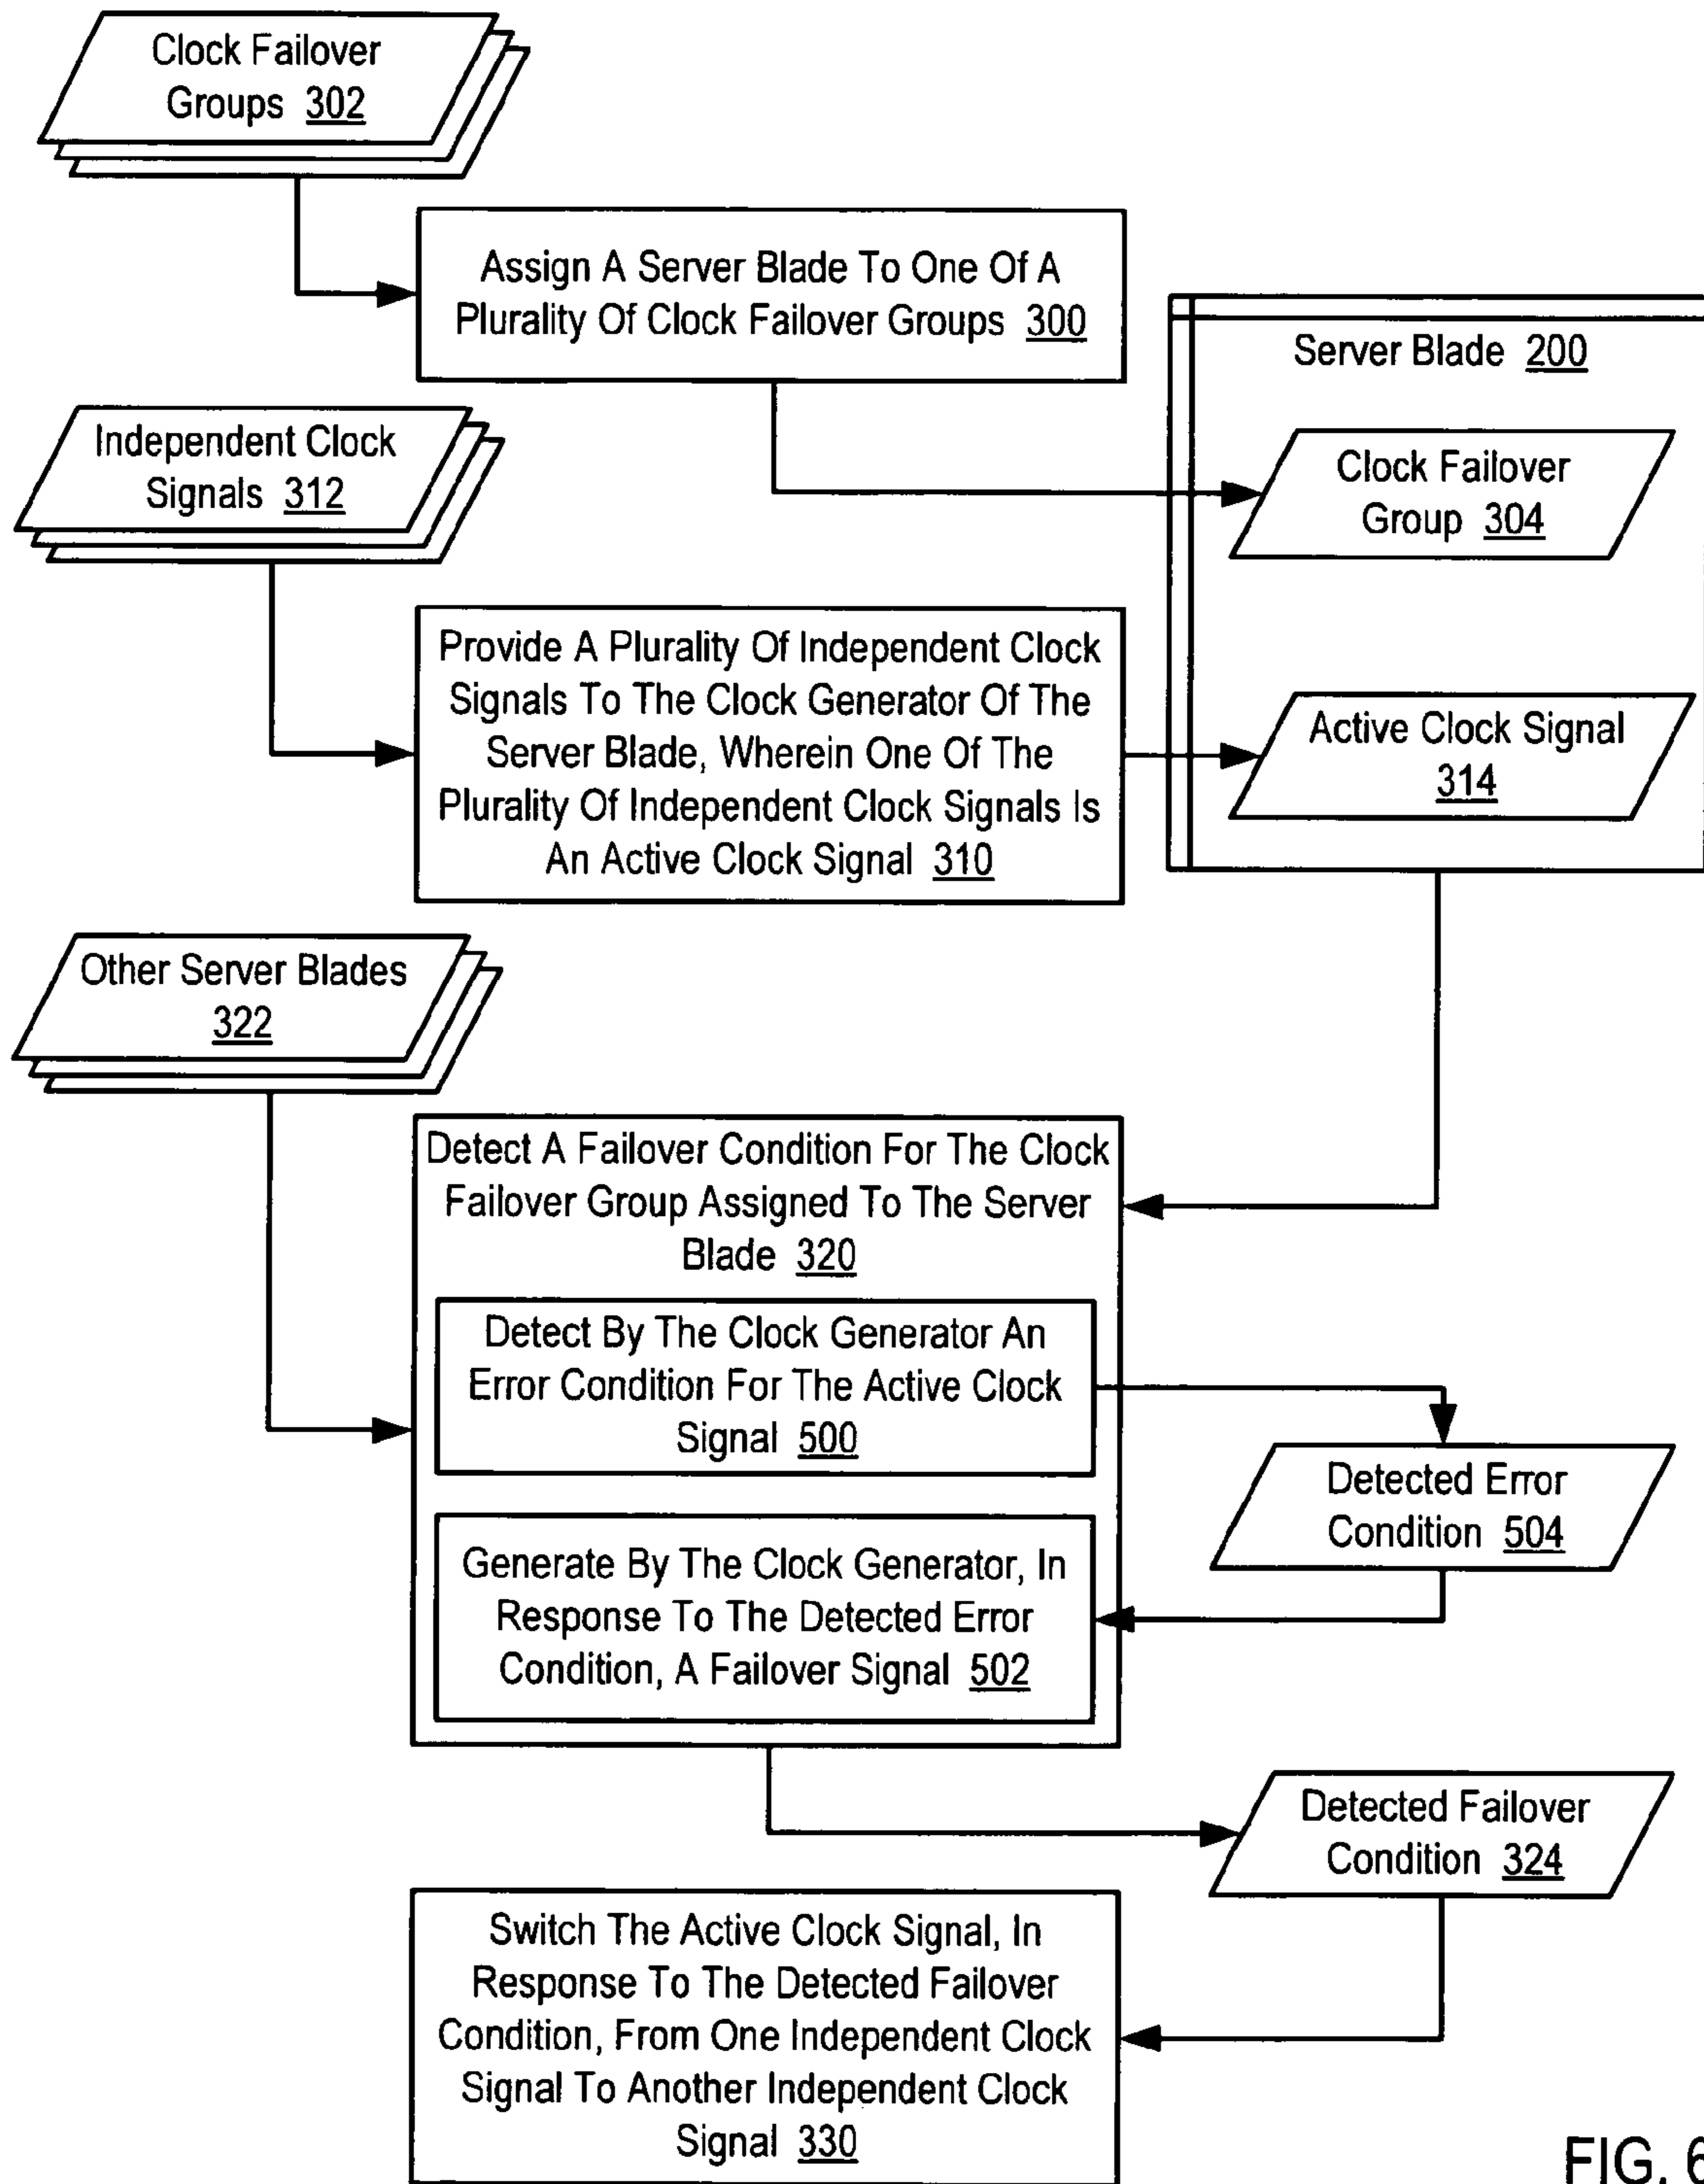 Clock Failover
Groups 302
Assign A Server Blade To One Of A
Plurality Of Clock Failover Groups 300
Server Blade 200
Independent Clock
Signals 312
Clock Failover
Group 304
Provide A Plurality Of Independent Clock
Signals To The Clock Generator Of The
Server Blade, Wherein One Of The
Plurality Of Independent Clock Signals Is
An Active Clock Signal 310
Active Clock Signal
314
Other Server Blades
322
Detect A Failover Condition For The Clock
Failover Group Assigned To The Server
Blade 320
Detect By The Clock Generator An
Error Condition For The Active Clock
Signal 500
Detected Error
Condition 504
Generate By The Clock Generator, In
Response To The Detected Error
Condition, A Failover Signal 502
Detected Failover
Condition 324
Switch The Active Clock Signal, In
Response To The Detected Failover
Condition, From One Independent Clock
Signal To Another Independent Clock
Signal 330
FIG. 6